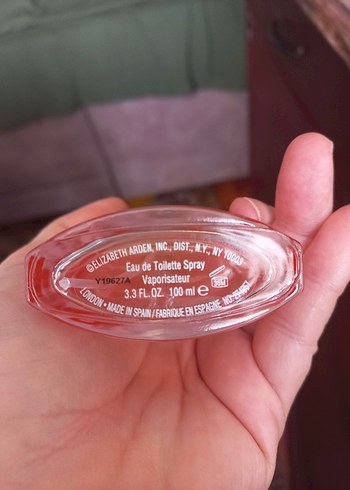 ©ELIZABETH ARDEN, INC., DIST., N.Y., NY 10003
Eau de Toilette Spray
Y19627A Vaporisateur
3.3 FL. OZ. 100 ml e
LONDON • MADE IN SPAIN / FABRIQUÉ EN ESPAGNE,